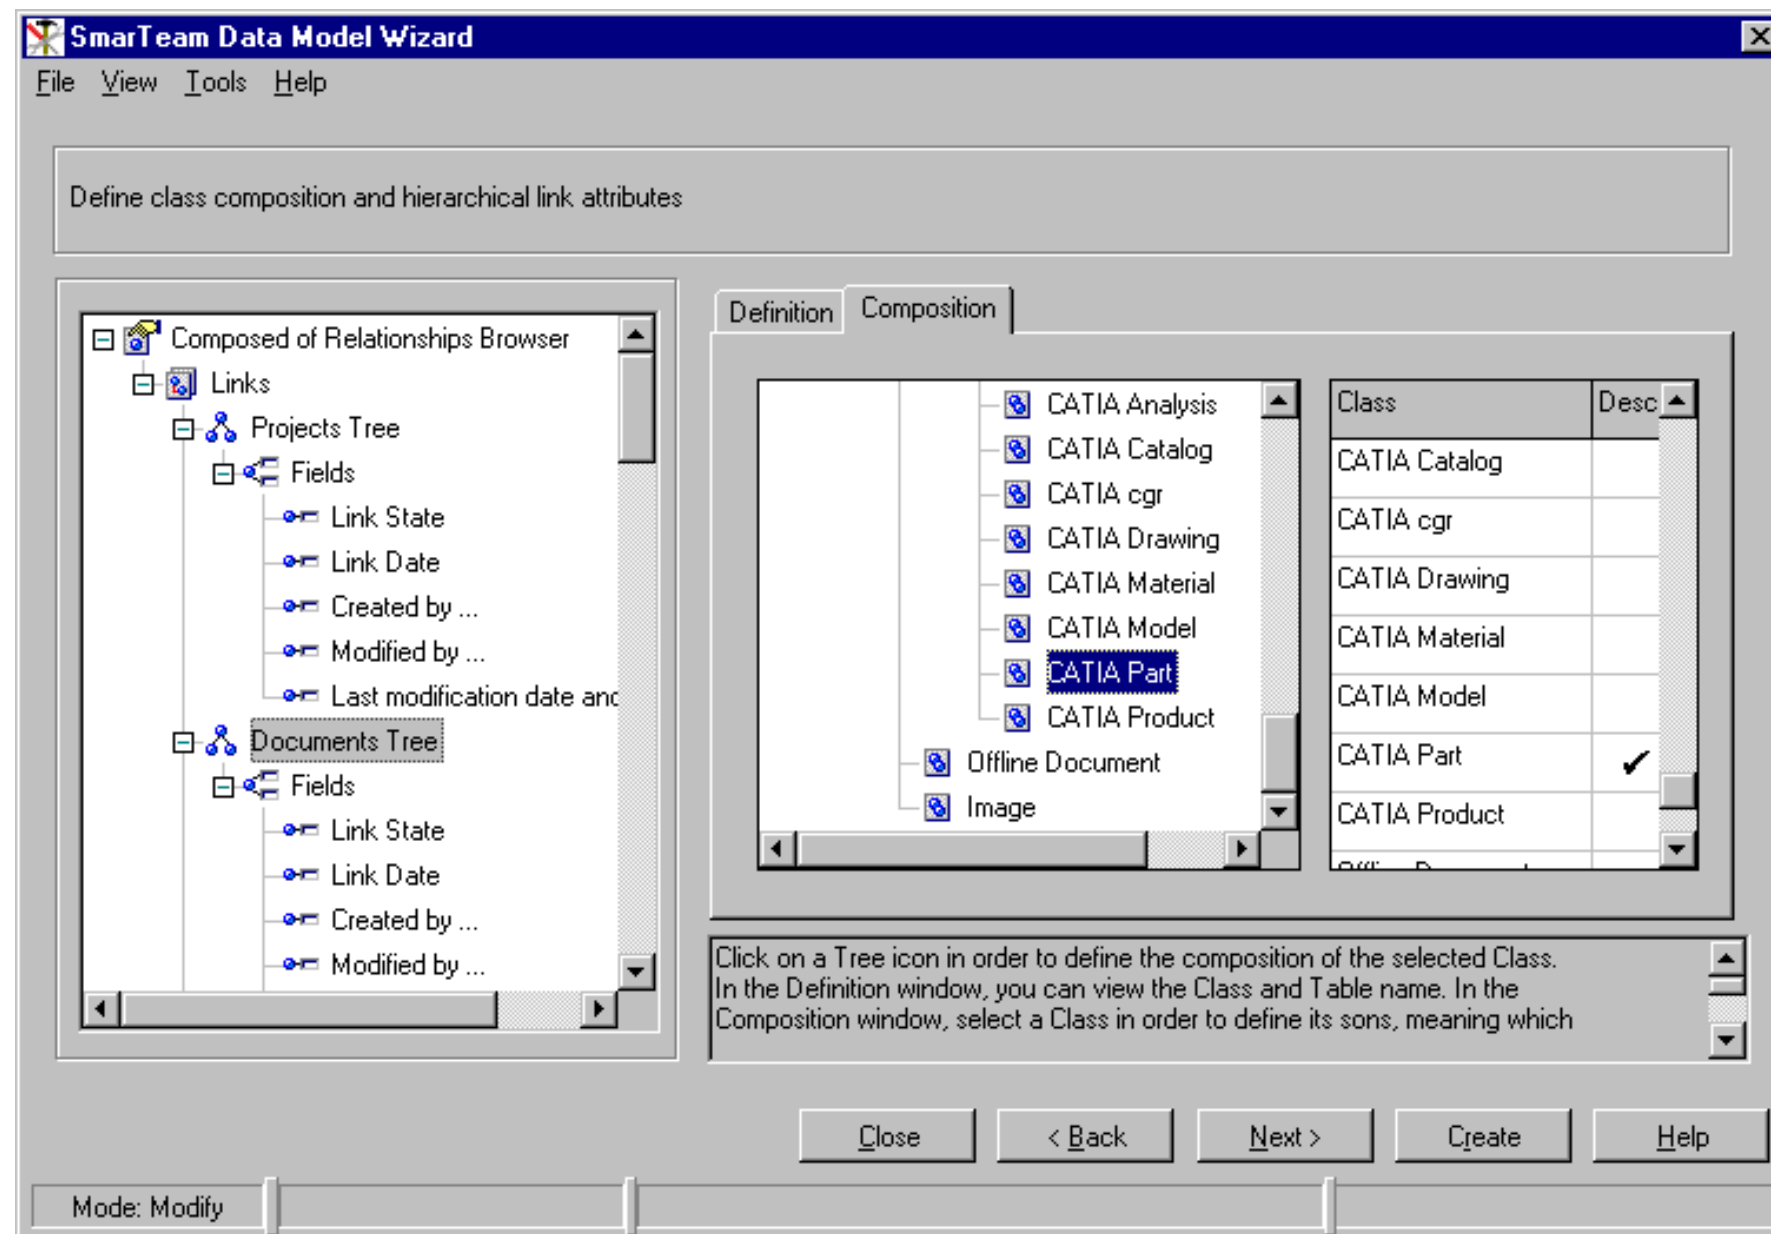 SmarTeam Data Model Wizard
File View Tools Help
Define class composition and hierarchical link attributes
Composed of Relationships Browser
Links
Projects Tree
Fields
Link State
Link Date
Created by ...
Modified by ...
Last modification date and
Documents Tree
Fields
Link State
Link Date
Created by ...
Modified by ...
Definition Composition
CATIA Analysis
CATIA Catalog
CATIA cgr
CATIA Drawing
CATIA Material
CATIA Model
CATIA Part
CATIA Product
Offline Document
Image
Class Desc
CATIA Catalog
CATIA cgr
CATIA Drawing
CATIA Material
CATIA Model
CATIA Part
CATIA Product
Click on a Tree icon in order to define the composition of the selected Class.
In the Definition window, you can view the Class and Table name. In the
Composition window, select a Class in order to define its sons, meaning which
Close < Back Next > Create Help
Mode: Modify